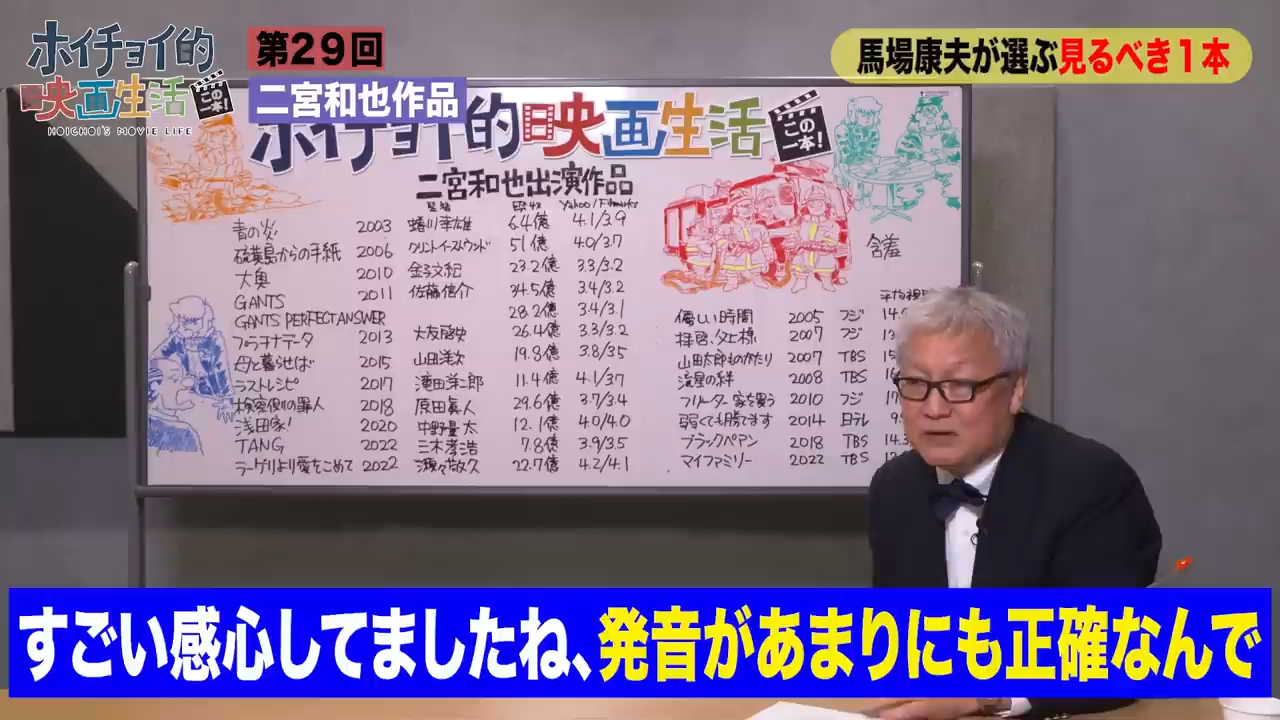 ホイチョイ的
映画生活
この一本!
HOICHOI'S MOVIE LIFE
第29回
二宮和也作品
馬場康夫が選ぶ見るべき1本
ホイチョイ的映画生活
この一本!
二宮和也出演作品
Yahoo/Filmarks
青の炎 2003 蜷川幸雄 6.4億 4.1/3.9
硫黄島からの手紙 2006 クリントイーストウッド 51億 4.0/3.7
大奥 2010 金子文紀 23.2億 3.3/3.2
GANTS 2011 佐藤信介 34.5億 3.4/3.2
GANTS PERFECT ANSWER 28.2億 3.4/3.1
プラチナデータ 2013 大友啓史 26.4億 3.3/3.2
母と暮せば 2015 山田洋次 19.8億 3.8/3.5
ラストレシピ 2017 滝田洋二郎 11.4億 4.1/3.7
検察側の罪人 2018 原田眞人 29.6億 3.7/3.4
浅田家! 2020 中野量太 12.1億 4.0/4.0
TANG 2022 三木孝浩 7.8億 3.9/3.5
ラーゲリより愛をこめて 2022 瀬々敬久 22.7億 4.2/4.1
含羞
平均視
優しい時間 2005 フジ
拝啓、父上様 2007 フジ
山田太郎ものがたり 2007 TBS
流星の絆 2008 TBS
フリーター家を買う 2010 フジ
弱くても勝てます 2014 日テレ
ブラックペアン 2018 TBS
マイファミリー 2022 TBS
すごい感心してましたね、発音があまりにも正確なんで